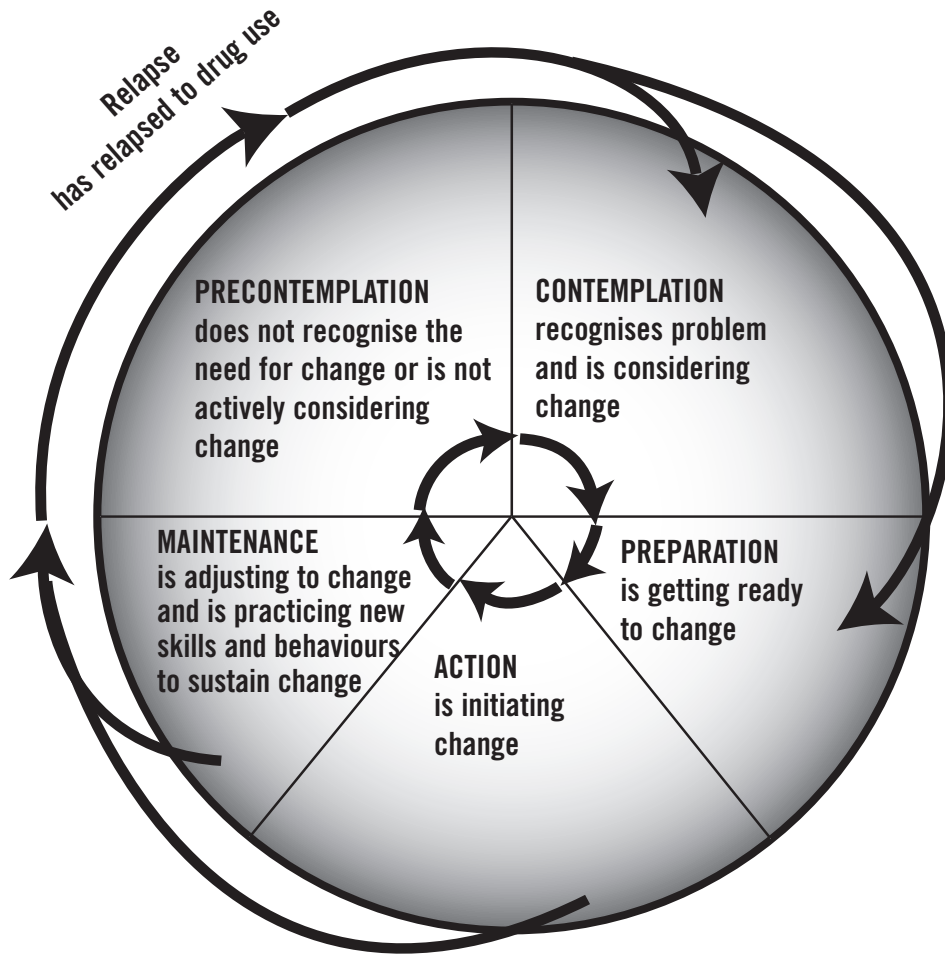 Relapse
has relapsed to drug use
PRECONTEMPLATION
does not recognise the
need for change or is not
actively considering
change
CONTEMPLATION
recognises problem
and is considering
change
PREPARATION
is getting ready
to change
ACTION
is initiating
change
MAINTENANCE
is adjusting to change
and is practicing new
skills and behaviours
to sustain change